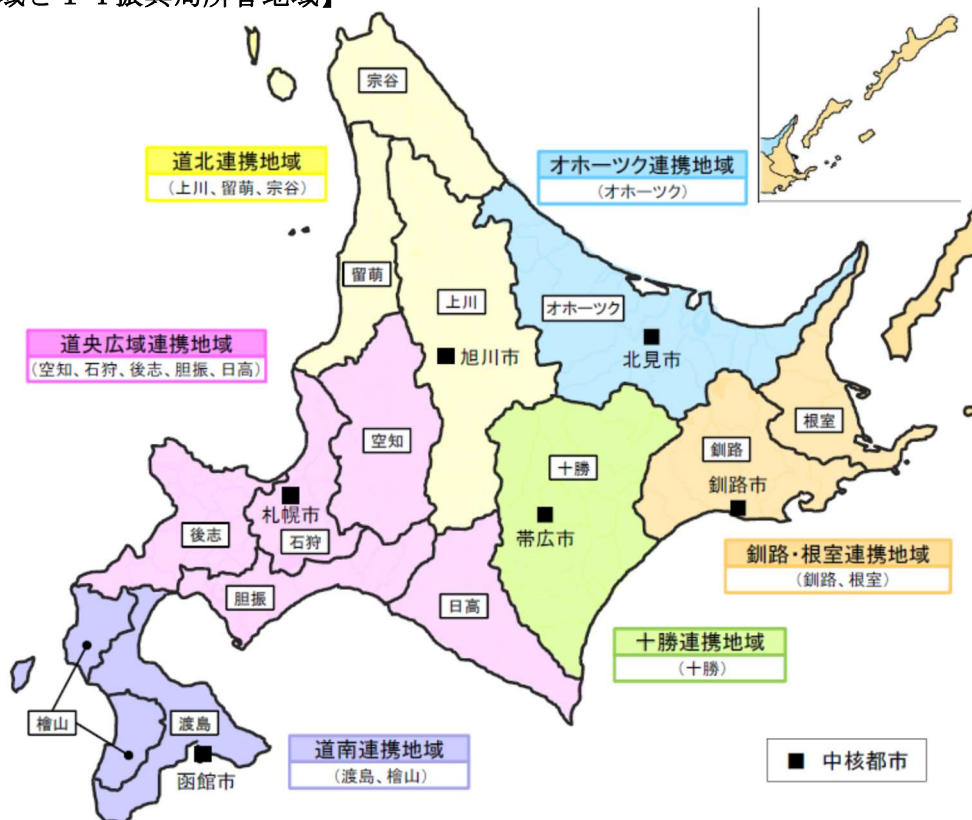 域と14振興局所管地域】
宗谷
道北連携地域
(上川、留萌、宗谷)
オホーツク連携地域
(オホーツク)
留萌
上川
オホーツク
旭川市
北見市
道央広域連携地域
(空知、石狩、後志、胆振、日高)
空知
十勝
釧路
根室
釧路市
札幌市
石狩
後志
帯広市
釧路・根室連携地域
(釧路、根室)
胆振
日高
十勝連携地域
(十勝)
檜山
渡島
函館市
道南連携地域
(渡島、檜山)
■ 中核都市